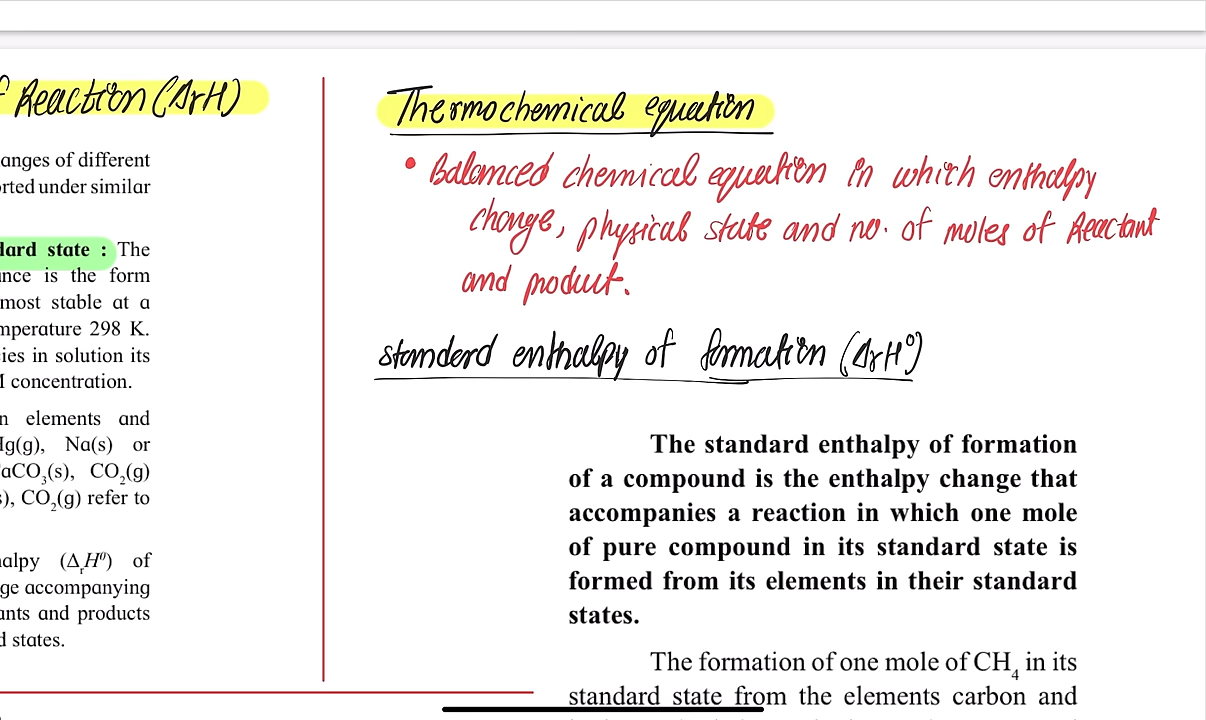 Reaction (ΔrH)
anges of different
rted under similar
dard state : The
ance is the form
most stable at a
mperature 298 K.
ies in solution its
concentration.
n elements and
Hg(g), Na(s) or
aCO₃(s), CO₂(g)
), CO₂(g) refer to
alpy (ΔᵣH⁰) of
ge accompanying
ants and products
d states.
Thermochemical equation
• Balanced chemical equation in which enthalpy
change, physical state and no. of moles of Reactant
and product.
standerd enthalpy of formation (ΔrH⁰)
The standard enthalpy of formation
of a compound is the enthalpy change that
accompanies a reaction in which one mole
of pure compound in its standard state is
formed from its elements in their standard
states.
The formation of one mole of CH₄ in its
standard state from the elements carbon and